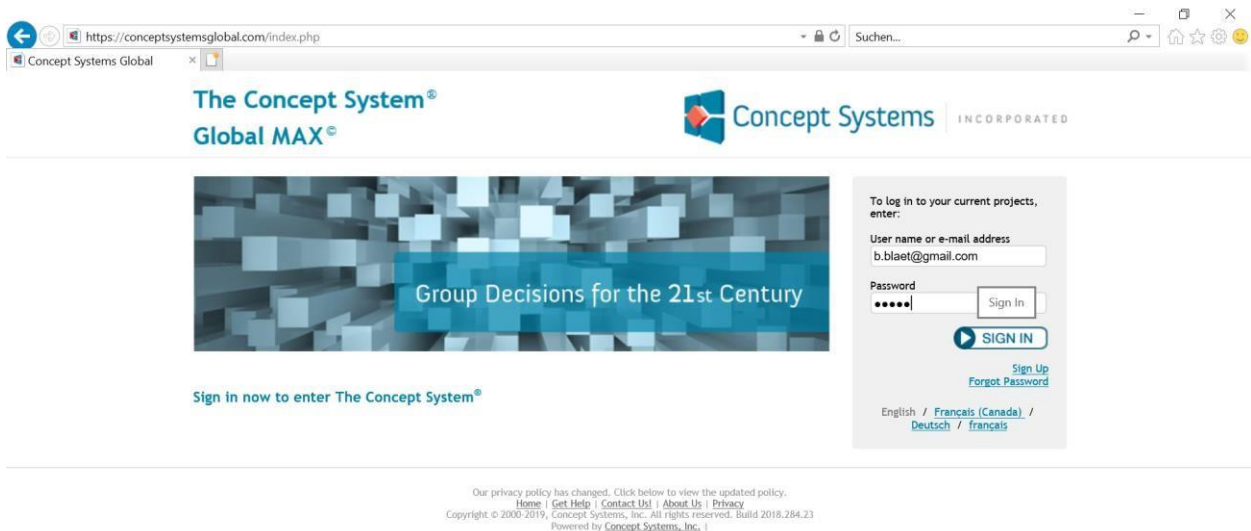 https://conceptsystemsglobal.com/index.php
Suchen...
Concept Systems Global
The Concept System®
Global MAX©
Concept Systems INCORPORATED
Group Decisions for the 21st Century
To log in to your current projects,
enter:
User name or e-mail address
b.blaet@gmail.com
Password
•••••
Sign In
SIGN IN
Sign Up
Forgot Password
English / Français (Canada) /
Deutsch / français
Sign in now to enter The Concept System®
Our privacy policy has changed. Click below to view the updated policy.
Home | Get Help | Contact Us! | About Us | Privacy
Copyright © 2000-2019, Concept Systems, Inc. All rights reserved. Build 2018.284.23
Powered by Concept Systems, Inc. |